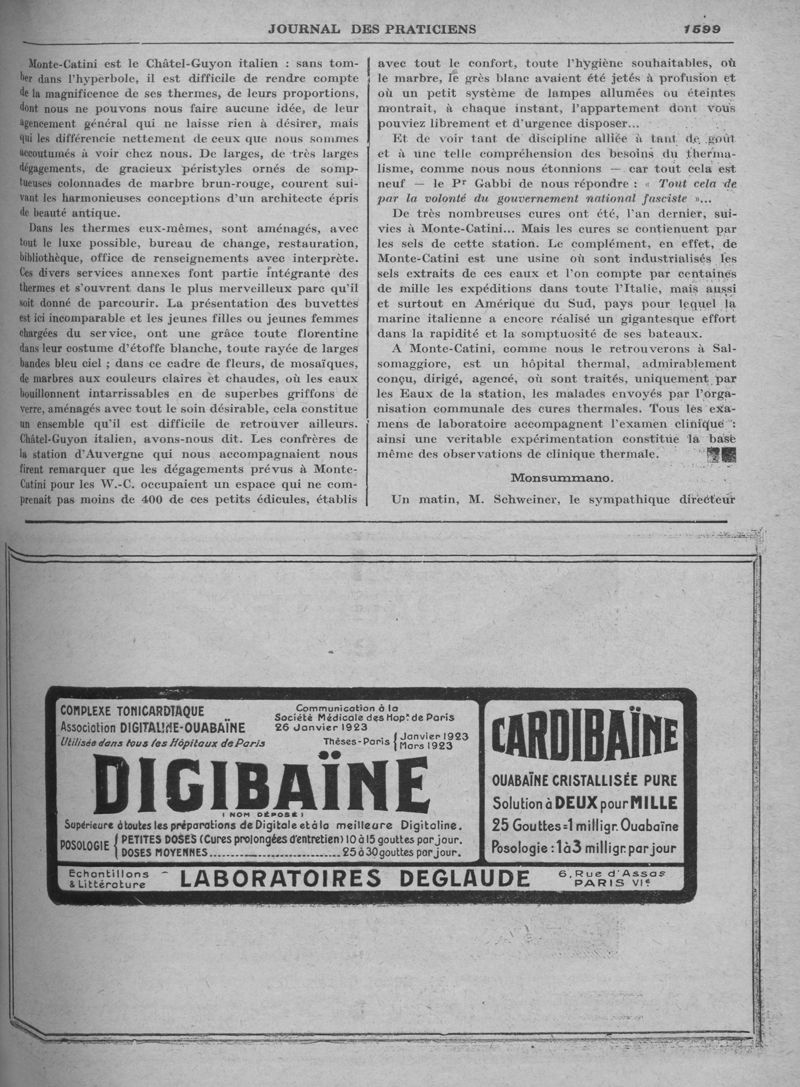 JOURNAL DES PRATICIENS
1599
Monte-Catini est le Châtel-Guyon italien : sans tom-
ber dans l'hyperbole, il est difficile de rendre compte
de la magnificence de ses thermes, de leurs proportions,
dont nous ne pouvons nous faire aucune idée, de leur
agencement général qui ne laisse rien à désirer, mais
qui les différencie nettement de ceux que nous sommes
accoutumés à voir chez nous. De larges, de très larges
dégagements, de gracieux péristyles ornés de somp-
tueuses colonnades de marbre brun-rouge, courent sui-
vant les harmonieuses conceptions d'un architecte épris
de beauté antique.
Dans les thermes eux-mêmes, sont aménagés, avec
tout le luxe possible, bureau de change, restauration,
bibliothèque, office de renseignements avec interprète.
Ces divers services annexes font partie intégrante des
thermes et s'ouvrent dans le plus merveilleux parc qu'il
soit donné de parcourir. La présentation des buvettes
est ici incomparable et les jeunes filles ou jeunes femmes
chargées du service, ont une grâce toute florentine
dans leur costume d'étoffe blanche, toute rayée de larges
bandes bleu ciel ; dans ce cadre de fleurs, de mosaïques,
de marbres aux couleurs claires et chaudes, où les eaux
bouillonnent intarrissables en de superbes griffons de
verre, aménagés avec tout le soin désirable, cela constitue
un ensemble qu'il est difficile de retrouver ailleurs.
Châtel-Guyon italien, avons-nous dit. Les confrères de
la station d'Auvergne qui nous accompagnaient nous
firent remarquer que les dégagements prévus à Monte-
Catini pour les W.-C. occupaient un espace qui ne com-
prenait pas moins de 400 de ces petits édicules, établis
avec tout le confort, toute l'hygiène souhaitables, où
le marbre, le grès blanc avaient été jetés à profusion et
où un petit système de lampes allumées ou éteintes
montrait, à chaque instant, l'appartement dont vous
pouviez librement et d'urgence disposer...
Et de voir tant de discipline alliée à tant de goût
et à une telle compréhension des besoins du therma-
lisme, comme nous nous étonnions — car tout cela est
neuf — le Pr Gabbi de nous répondre : « Tout cela de
par la volonté du gouvernement national fasciste »...
De très nombreuses cures ont été, l'an dernier, sui-
vies à Monte-Catini... Mais les cures se contienuent par
les sels de cette station. Le complément, en effet, de
Monte-Catini est une usine où sont industrialisés les
sels extraits de ces eaux et l'on compte par centaines
de mille les expéditions dans toute l'Italie, mais aussi
et surtout en Amérique du Sud, pays pour lequel la
marine italienne a encore réalisé un gigantesque effort
dans la rapidité et la somptuosité de ses bateaux.
A Monte-Catini, comme nous le retrouverons à Sal-
somaggiore, est un hôpital thermal, admirablement
conçu, dirigé, agencé, où sont traités, uniquement par
les Eaux de la station, les malades envoyés par l'orga-
nisation communale des cures thermales. Tous les exa-
mens de laboratoire accompagnent l'examen clinique :
ainsi une veritable expérimentation constitue la base
même des observations de clinique thermale.
Monsummano.
Un matin, M. Schweiner, le sympathique directeur
COMPLEXE TONICARDIAQUE
Association DIGITALINE-OUABAÏNE
Utilisée dans tous les Hôpitaux de Paris
Communication à la
Société Médicale des Hop. de Paris
26 Janvier 1923
Thèses-Paris { Janvier 1923
Mars 1923
DIGIBAÏNE
( NOM DÉPOSÉ )
Supérieure à toutes les préparations de Digitale et à la meilleure Digitaline.
POSOLOGIE { PETITES DOSES (Cures prolongées d'entretien) 10 à 15 gouttes par jour.
DOSES MOYENNES.............................25 à 30 gouttes par jour.
CARDIBAÏNE
OUABAÏNE CRISTALLISÉE PURE
Solution à DEUX pour MILLE
25 Gouttes=1 milligr. Ouabaïne
Posologie : 1 à 3 milligr. par jour
Echantillons
& Littérature
LABORATOIRES DEGLAUDE
6, Rue d'Assas
PARIS VIe